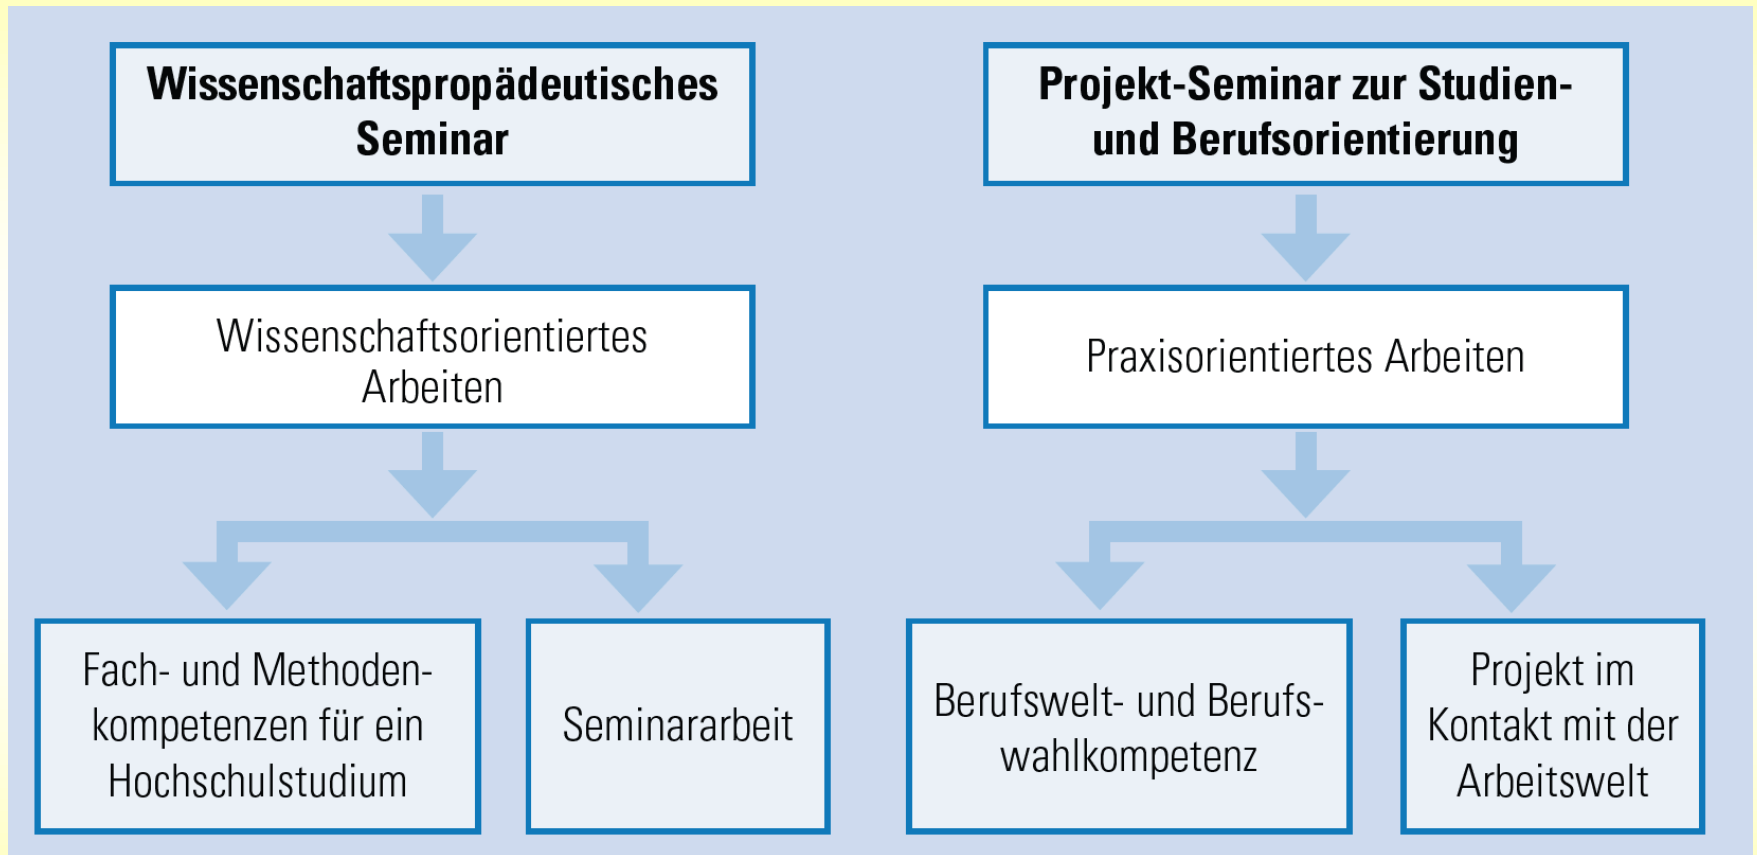 Wissenschaftspropädeutisches
Seminar
Projekt-Seminar zur Studien-
und Berufsorientierung
Wissenschaftsorientiertes
Arbeiten
Praxisorientiertes Arbeiten
Fach- und Methoden-
kompetenzen für ein
Hochschulstudium
Seminararbeit
Berufswelt- und Berufs-
wahlkompetenz
Projekt im
Kontakt mit der
Arbeitswelt